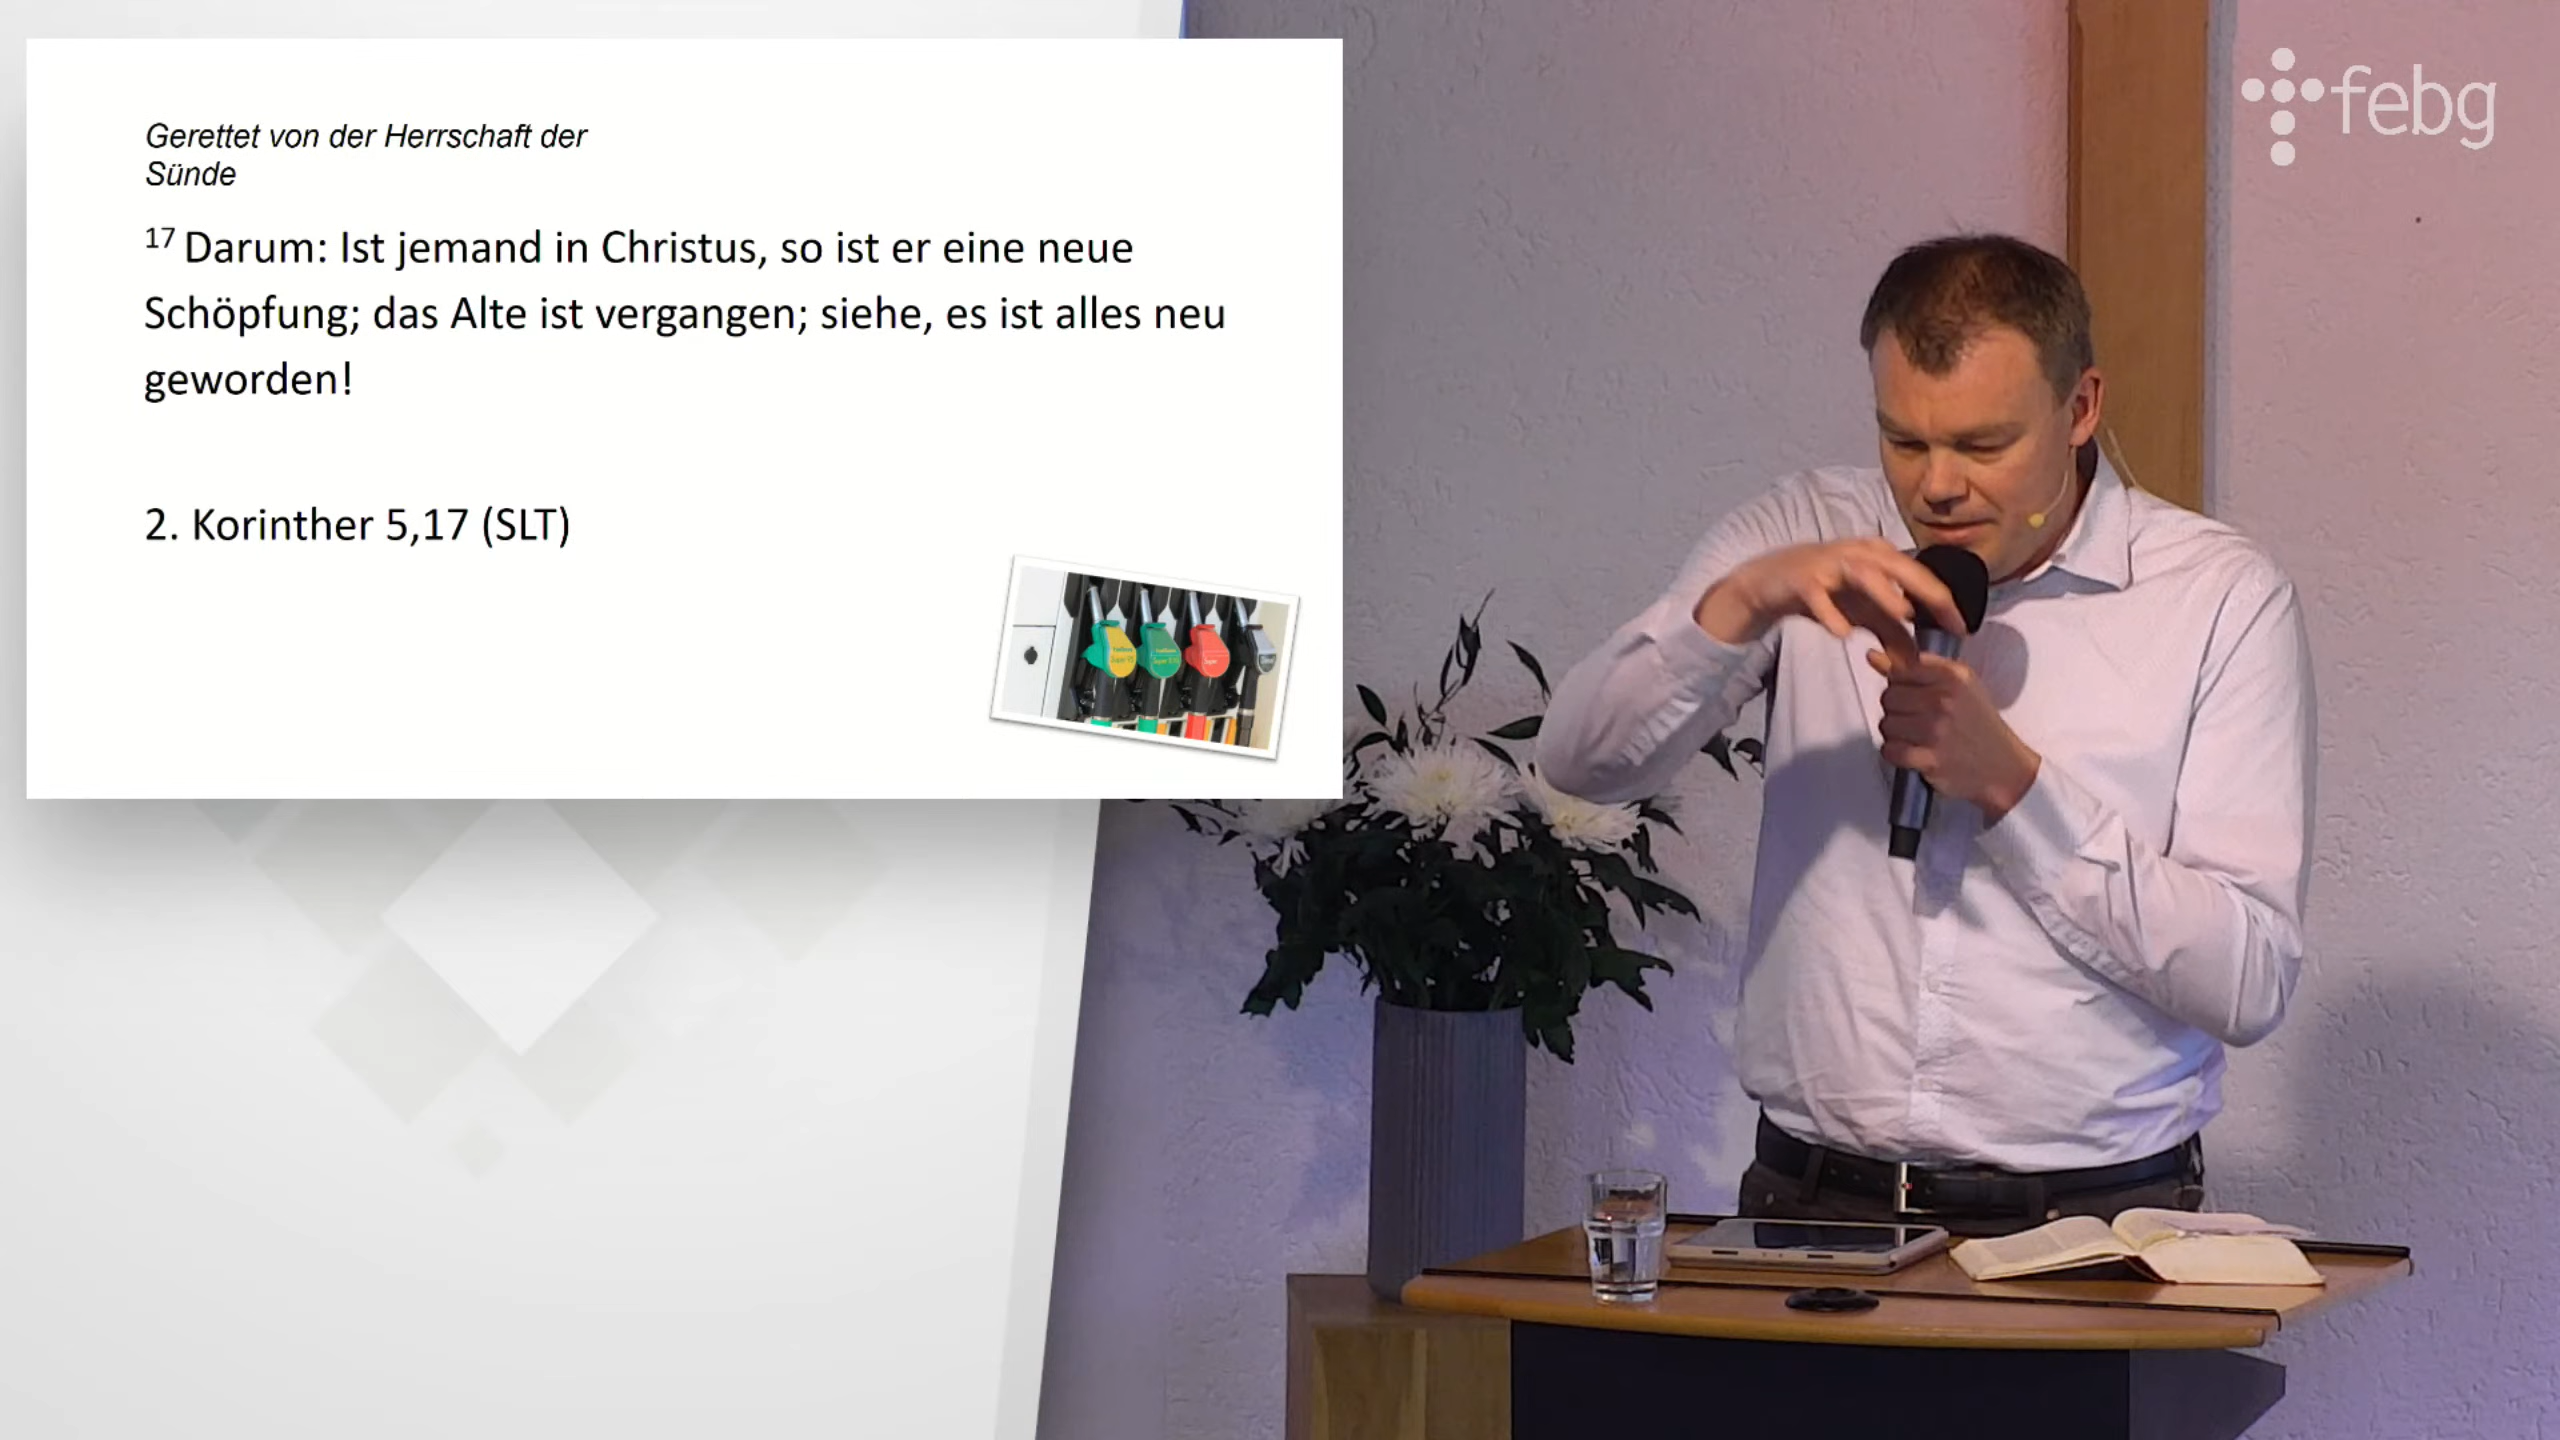 Gerettet von der Herrschaft der
Sünde
17 Darum: Ist jemand in Christus, so ist er eine neue
Schöpfung; das Alte ist vergangen; siehe, es ist alles neu
geworden!
2. Korinther 5,17 (SLT)
febg